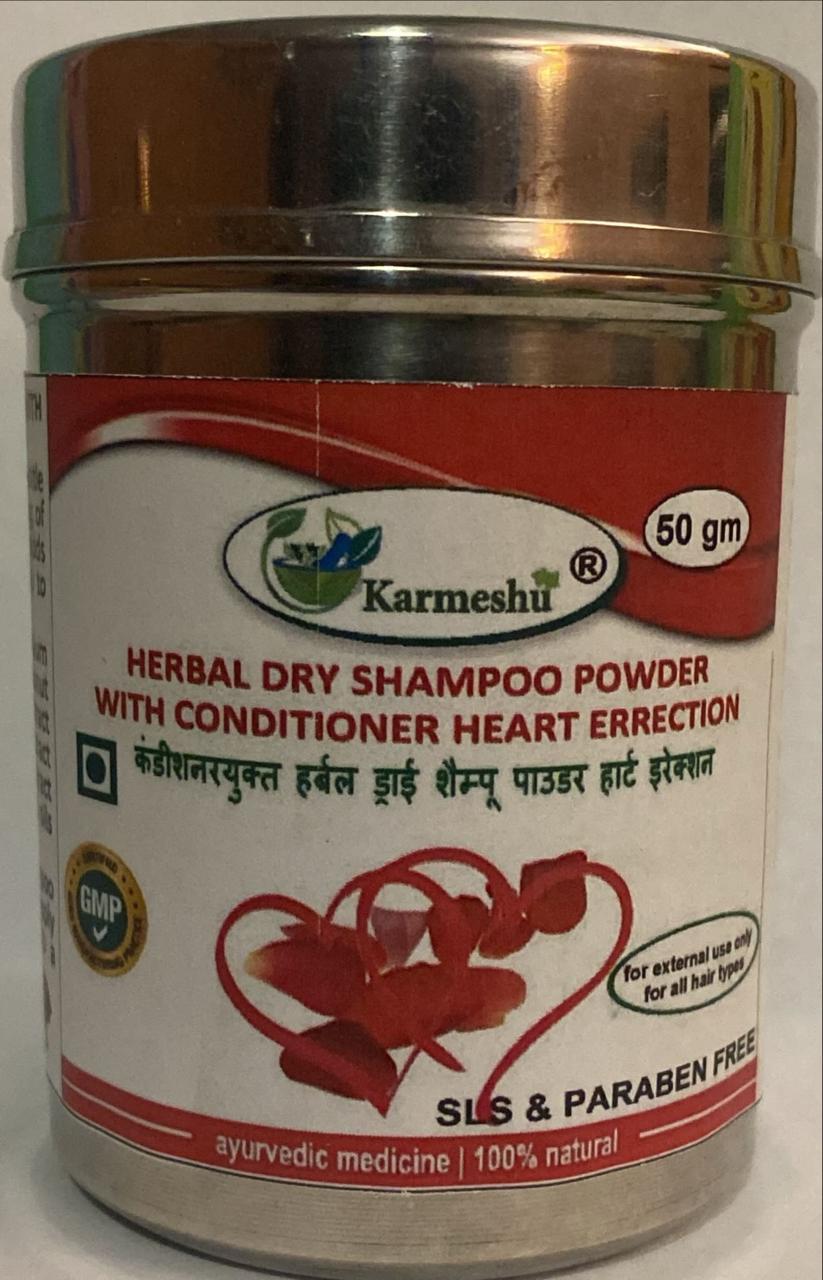 50 gm
Karmeshu ®
HERBAL DRY SHAMPOO POWDER
WITH CONDITIONER HEART ERRECTION
कंडीशनरयुक्त हर्बल ड्राई शैम्पू पाउडर हार्ट इरेक्शन
GMP
for external use only
for all hair types
SLS & PARABEN FREE
ayurvedic medicine | 100% natural